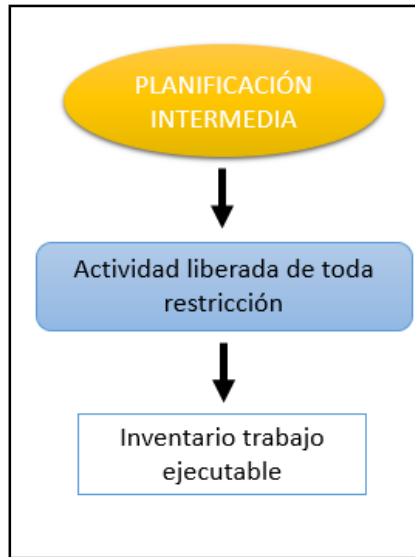 PLANIFICACIÓN
INTERMEDIA
Actividad liberada de toda
restricción
Inventario trabajo
ejecutable